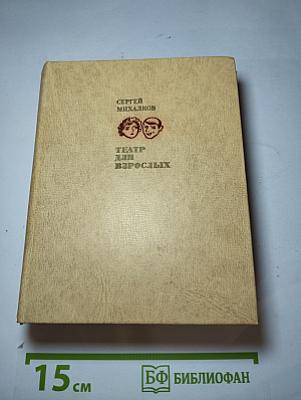 СЕРГЕЙ
МИХАЛКОВ
ТЕАТР
ДЛЯ
ВЗРОСЛЫХ
15 см
БФ БИБЛИОФАН